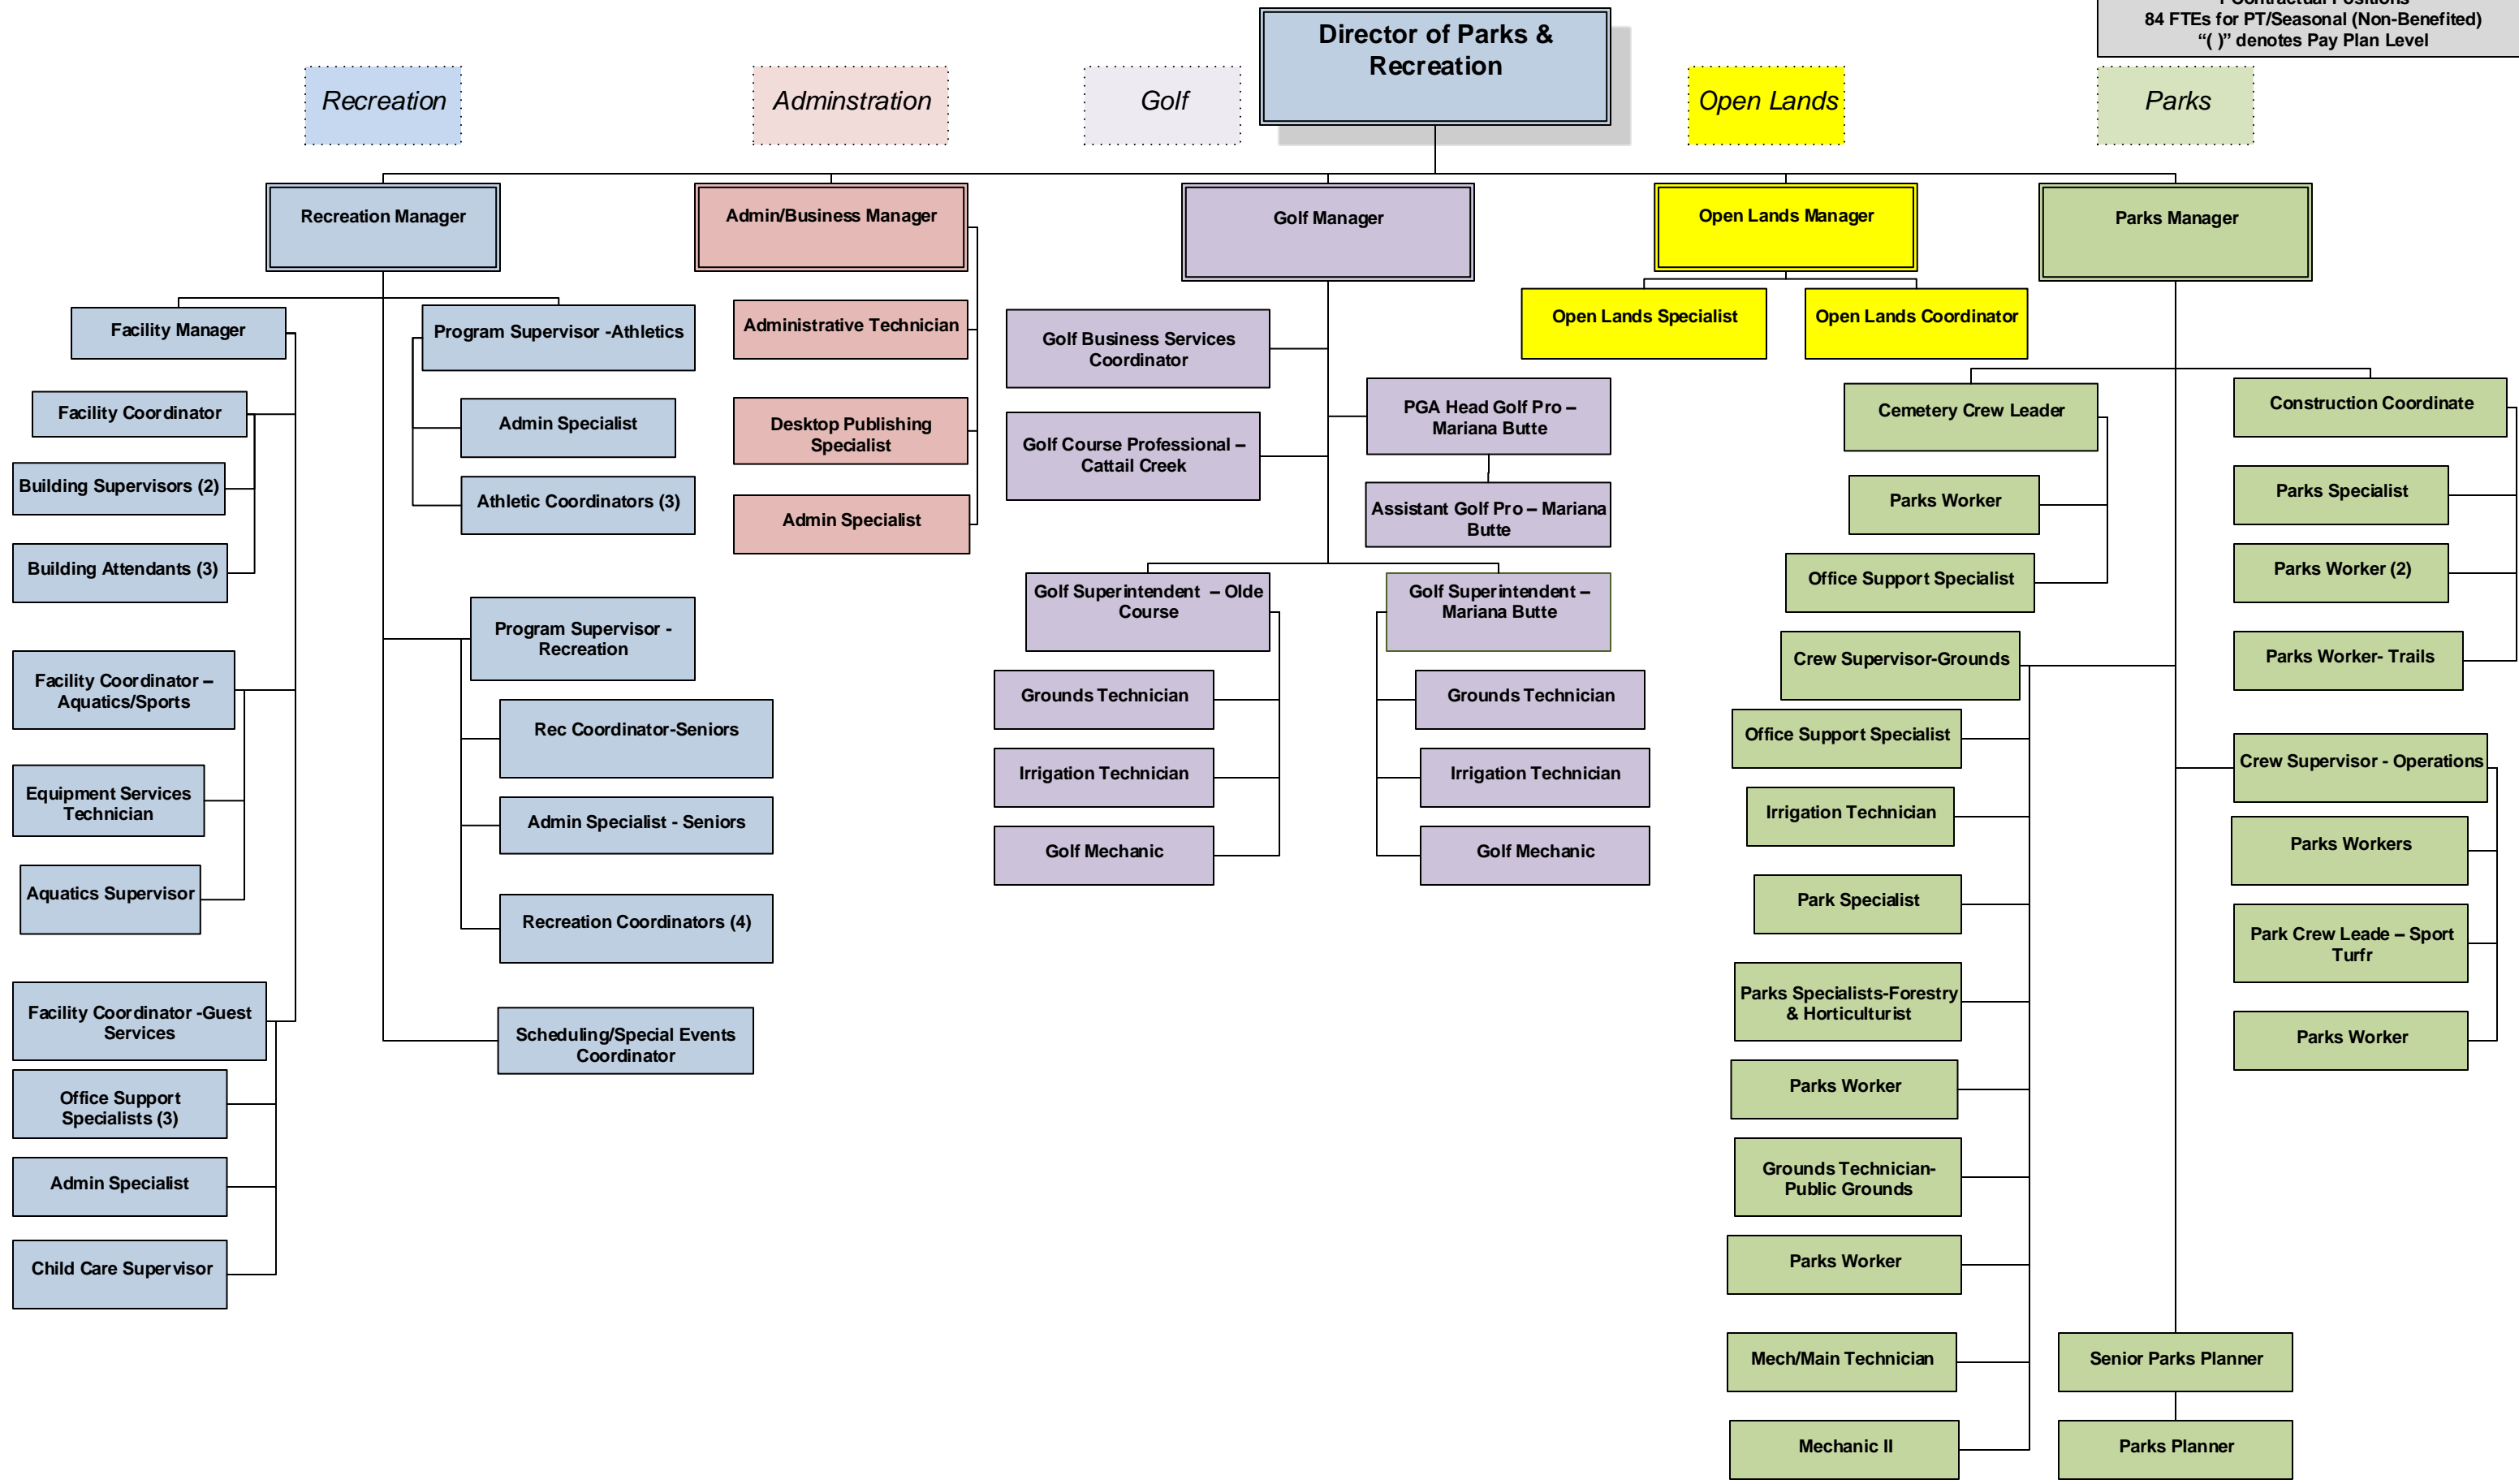 Contractual Positions
84 FTEs for PT/Seasonal (Non-Benefited)
“( )” denotes Pay Plan Level
Director of Parks &
Recreation
Recreation
Adminstration
Golf
Open Lands
Parks
Recreation Manager
Admin/Business Manager
Golf Manager
Open Lands Manager
Parks Manager
Facility Manager
Facility Coordinator
Building Supervisors (2)
Building Attendants (3)
Facility Coordinator –
Aquatics/Sports
Equipment Services
Technician
Aquatics Supervisor
Facility Coordinator -Guest
Services
Office Support
Specialists (3)
Admin Specialist
Child Care Supervisor
Program Supervisor -Athletics
Admin Specialist
Athletic Coordinators (3)
Program Supervisor -
Recreation
Rec Coordinator-Seniors
Admin Specialist - Seniors
Recreation Coordinators (4)
Scheduling/Special Events
Coordinator
Administrative Technician
Desktop Publishing
Specialist
Admin Specialist
Golf Business Services
Coordinator
Golf Course Professional –
Cattail Creek
PGA Head Golf Pro –
Mariana Butte
Assistant Golf Pro – Mariana
Butte
Golf Superintendent – Olde
Course
Grounds Technician
Irrigation Technician
Golf Mechanic
Golf Superintendent –
Mariana Butte
Grounds Technician
Irrigation Technician
Golf Mechanic
Open Lands Specialist
Open Lands Coordinator
Cemetery Crew Leader
Parks Worker
Office Support Specialist
Crew Supervisor-Grounds
Office Support Specialist
Irrigation Technician
Park Specialist
Parks Specialists-Forestry
& Horticulturist
Parks Worker
Grounds Technician-
Public Grounds
Parks Worker
Mech/Main Technician
Mechanic II
Construction Coordinate
Parks Specialist
Parks Worker (2)
Parks Worker- Trails
Crew Supervisor - Operations
Parks Workers
Park Crew Leade – Sport
Turfr
Parks Worker
Senior Parks Planner
Parks Planner